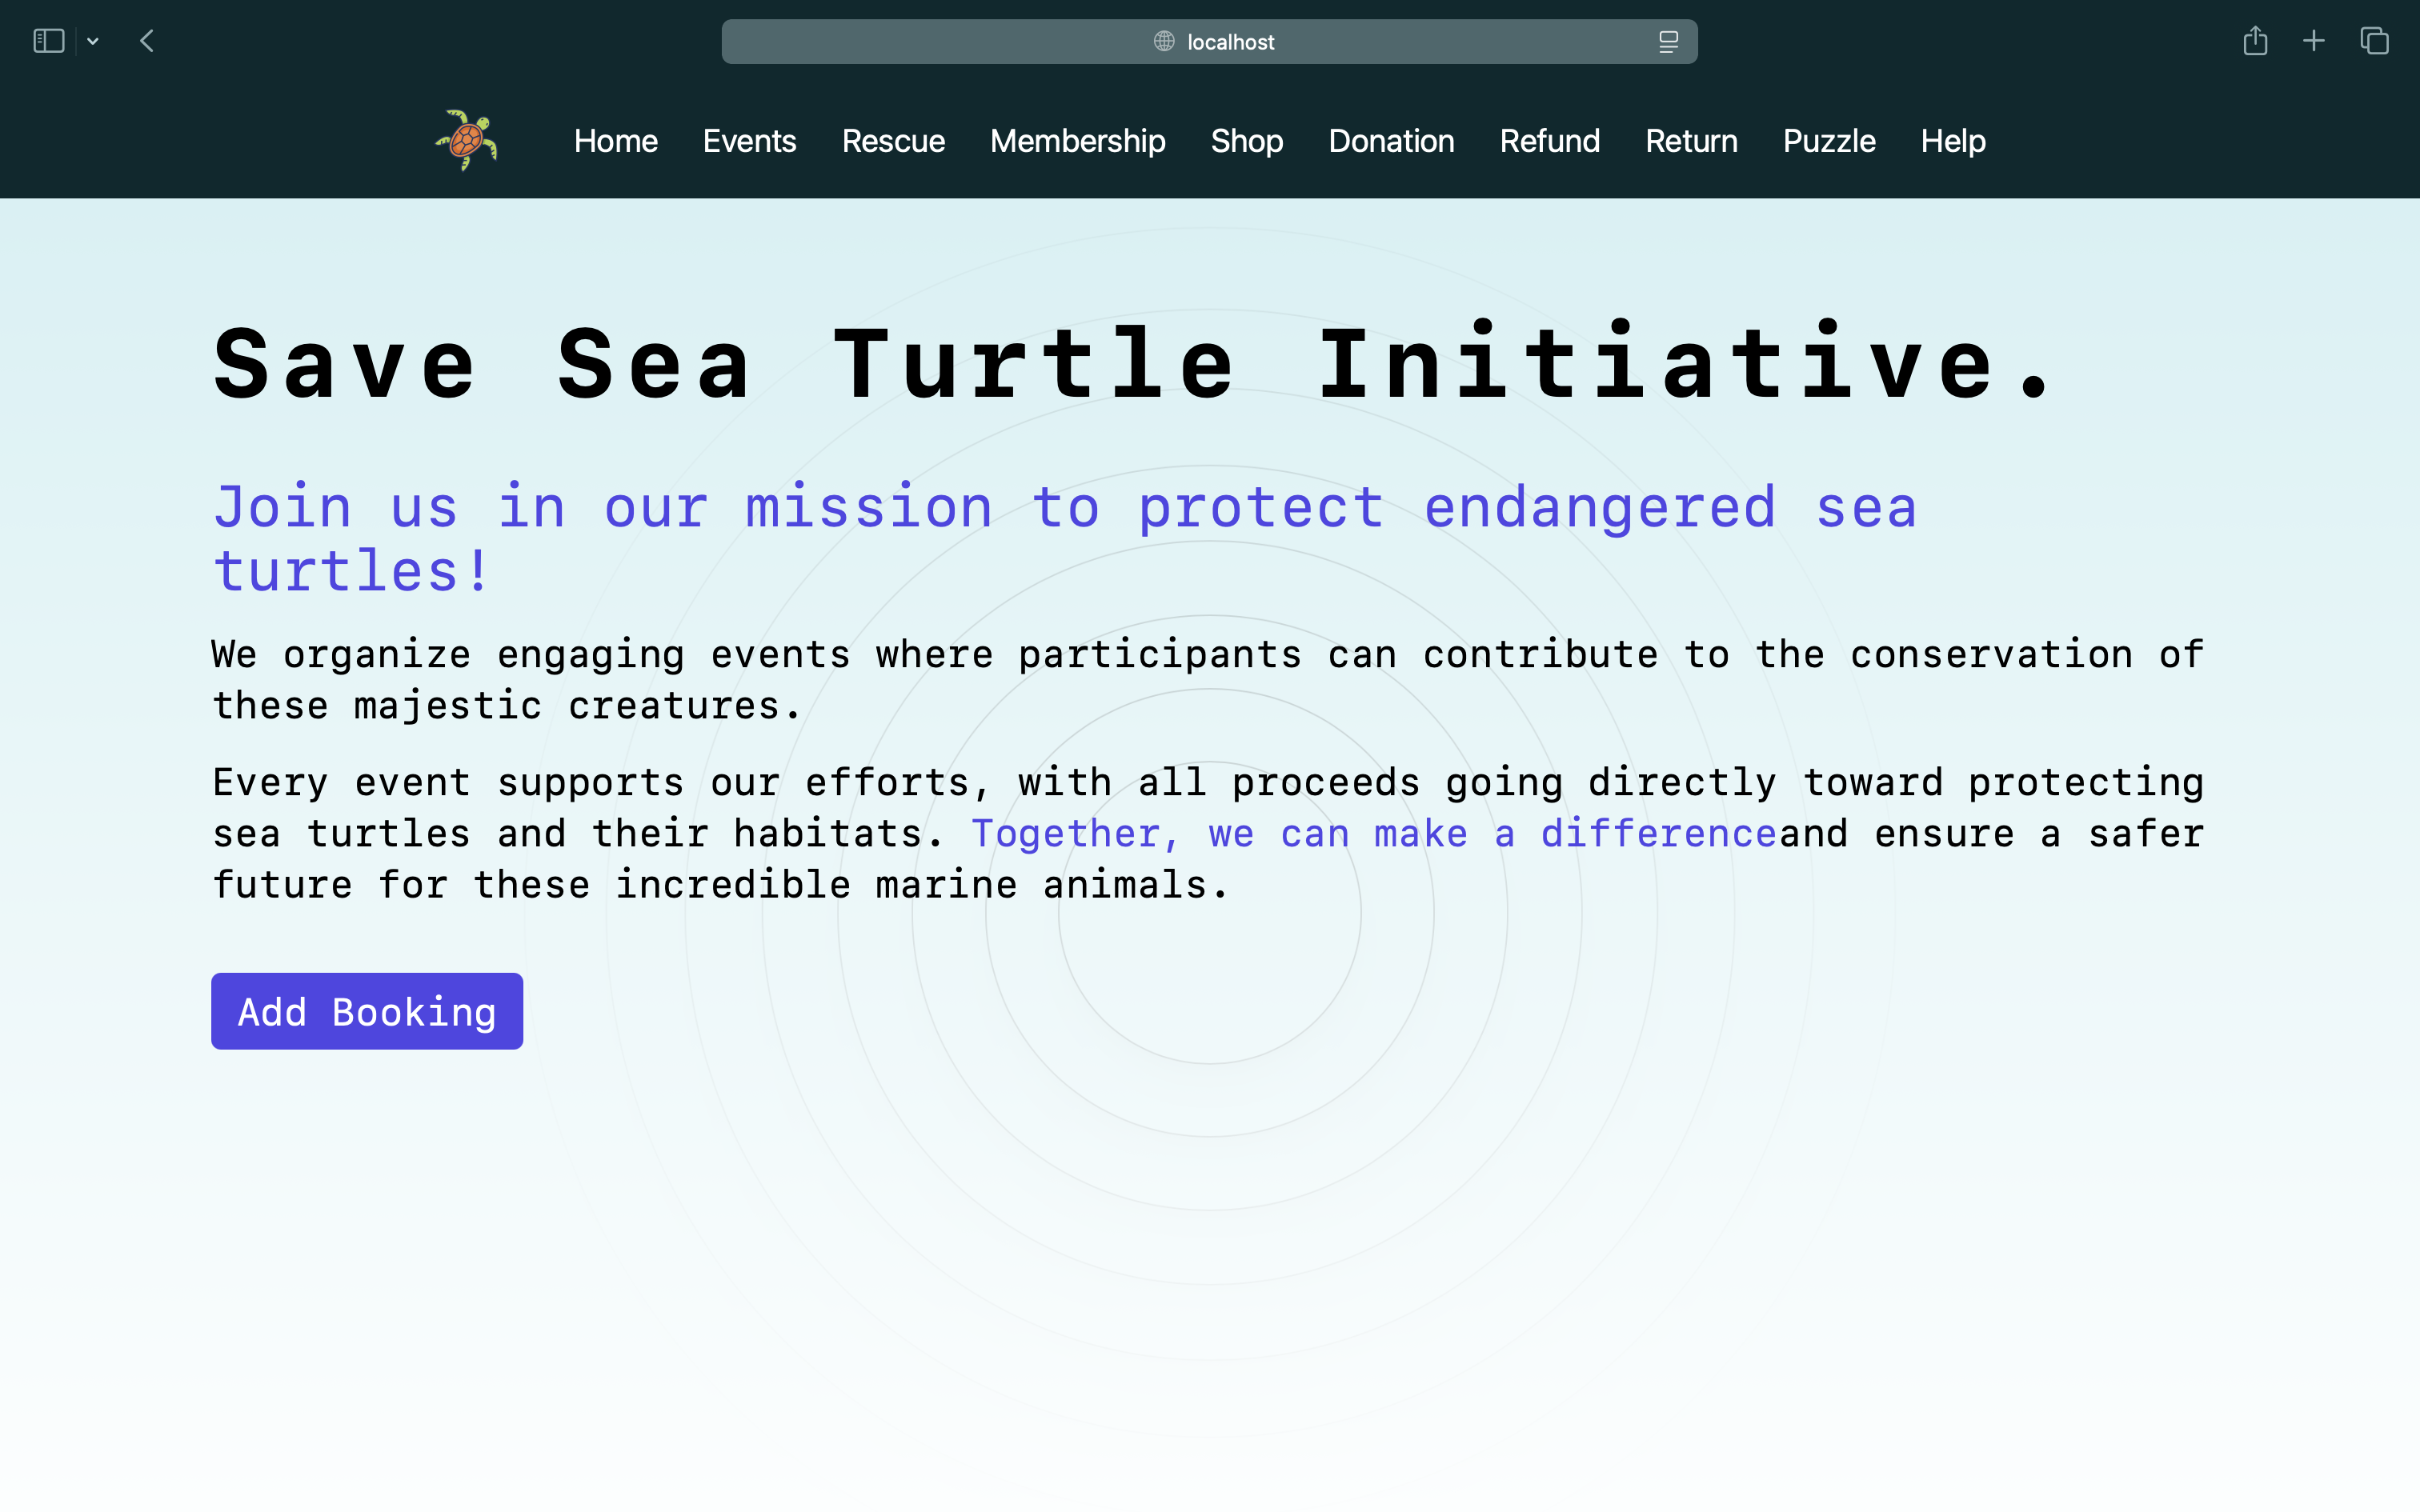 localhost
Home Events Rescue Membership Shop Donation Refund Return Puzzle Help
Save Sea Turtle Initiative.
Join us in our mission to protect endangered sea
turtles!
We organize engaging events where participants can contribute to the conservation of
these majestic creatures.
Every event supports our efforts, with all proceeds going directly toward protecting
sea turtles and their habitats. Together, we can make a differenceand ensure a safer
future for these incredible marine animals.
Add Booking